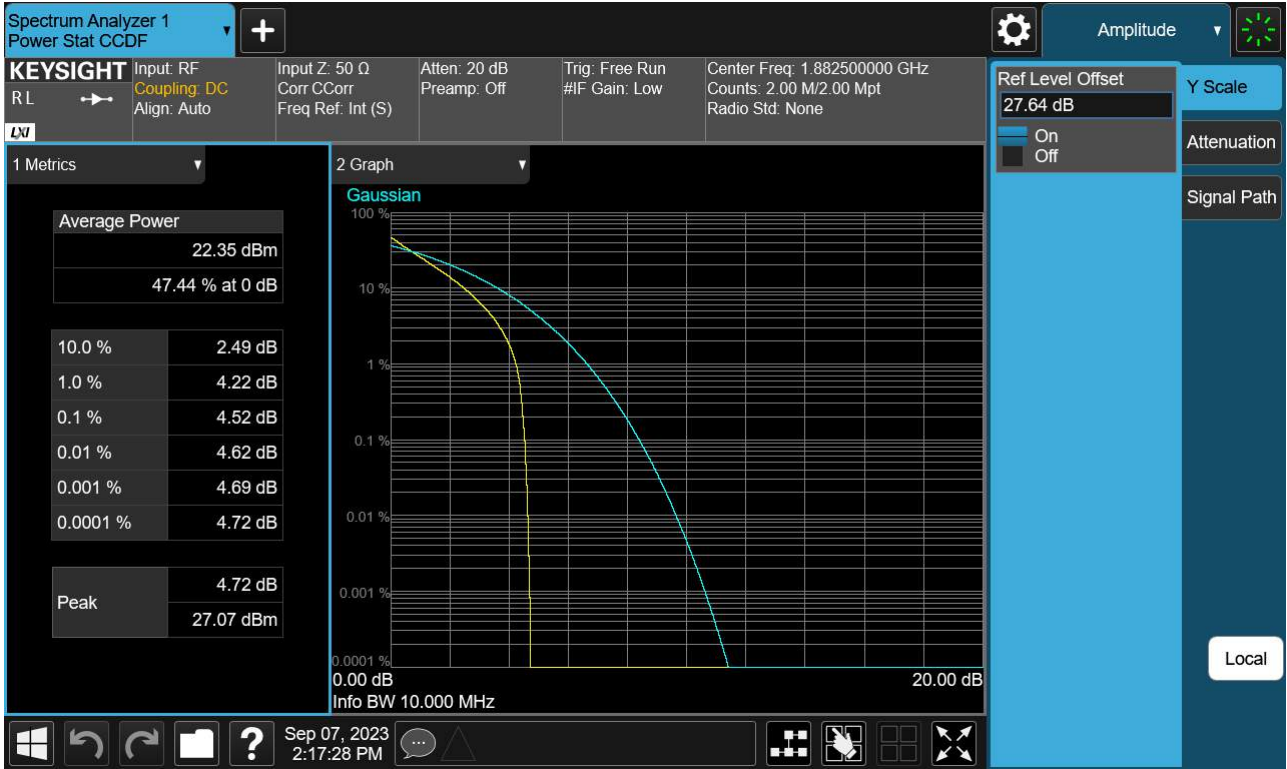 Spectrum Analyzer 1
Power Stat CCDF
+
Amplitude
KEYSIGHT
RL
LXI
Input: RF
Coupling: DC
Align: Auto
Input Z: 50 Ω
Corr CCorr
Freq Ref: Int (S)
Atten: 20 dB
Preamp: Off
Trig: Free Run
#IF Gain: Low
Center Freq: 1.882500000 GHz
Counts: 2.00 M/2.00 Mpt
Radio Std: None
Ref Level Offset
27.64 dB
On
Off
Y Scale
Attenuation
Signal Path
Local
1 Metrics
Average Power
22.35 dBm
47.44 % at 0 dB
10.0 % 2.49 dB
1.0 % 4.22 dB
0.1 % 4.52 dB
0.01 % 4.62 dB
0.001 % 4.69 dB
0.0001 % 4.72 dB
Peak
4.72 dB
27.07 dBm
2 Graph
Gaussian
100 %
10 %
1 %
0.1 %
0.01 %
0.001 %
0.0001 %
0.00 dB 20.00 dB
Info BW 10.000 MHz
?
Sep 07, 2023
2:17:28 PM